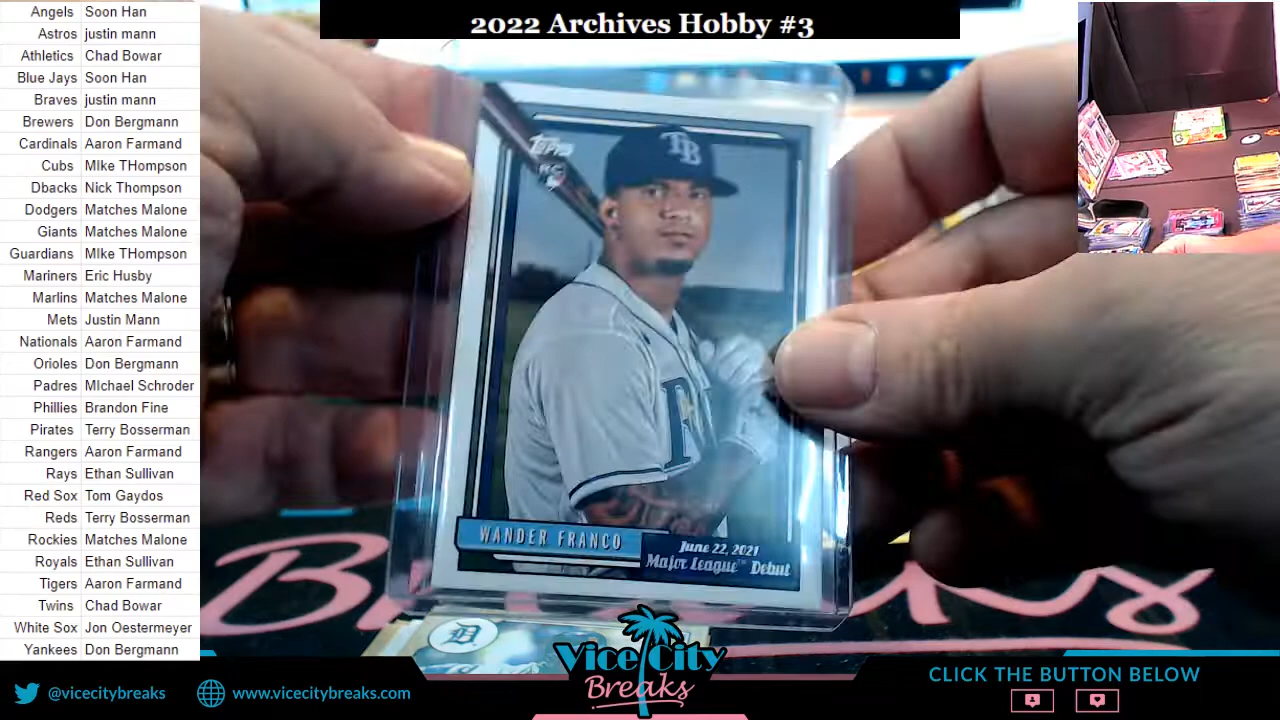 2022 Archives Hobby #3
Angels Soon Han
Astros justin mann
Athletics Chad Bowar
Blue Jays Soon Han
Braves justin mann
Brewers Don Bergmann
Cardinals Aaron Farmand
Cubs MIke THompson
Dbacks Nick Thompson
Dodgers Matches Malone
Giants Matches Malone
Guardians MIke THompson
Mariners Eric Husby
Marlins Matches Malone
Mets Justin Mann
Nationals Aaron Farmand
Orioles Don Bergmann
Padres MIchael Schroder
Phillies Brandon Fine
Pirates Terry Bosserman
Rangers Aaron Farmand
Rays Ethan Sullivan
Red Sox Tom Gaydos
Reds Terry Bosserman
Rockies Matches Malone
Royals Ethan Sullivan
Tigers Aaron Farmand
Twins Chad Bowar
White Sox Jon Oestermeyer
Yankees Don Bergmann
Topps
RC
TB
WANDER FRANCO
June 22, 2021
Major League™ Debut
D
Vice City
Breaks
@vicecitybreaks
www.vicecitybreaks.com
CLICK THE BUTTON BELOW